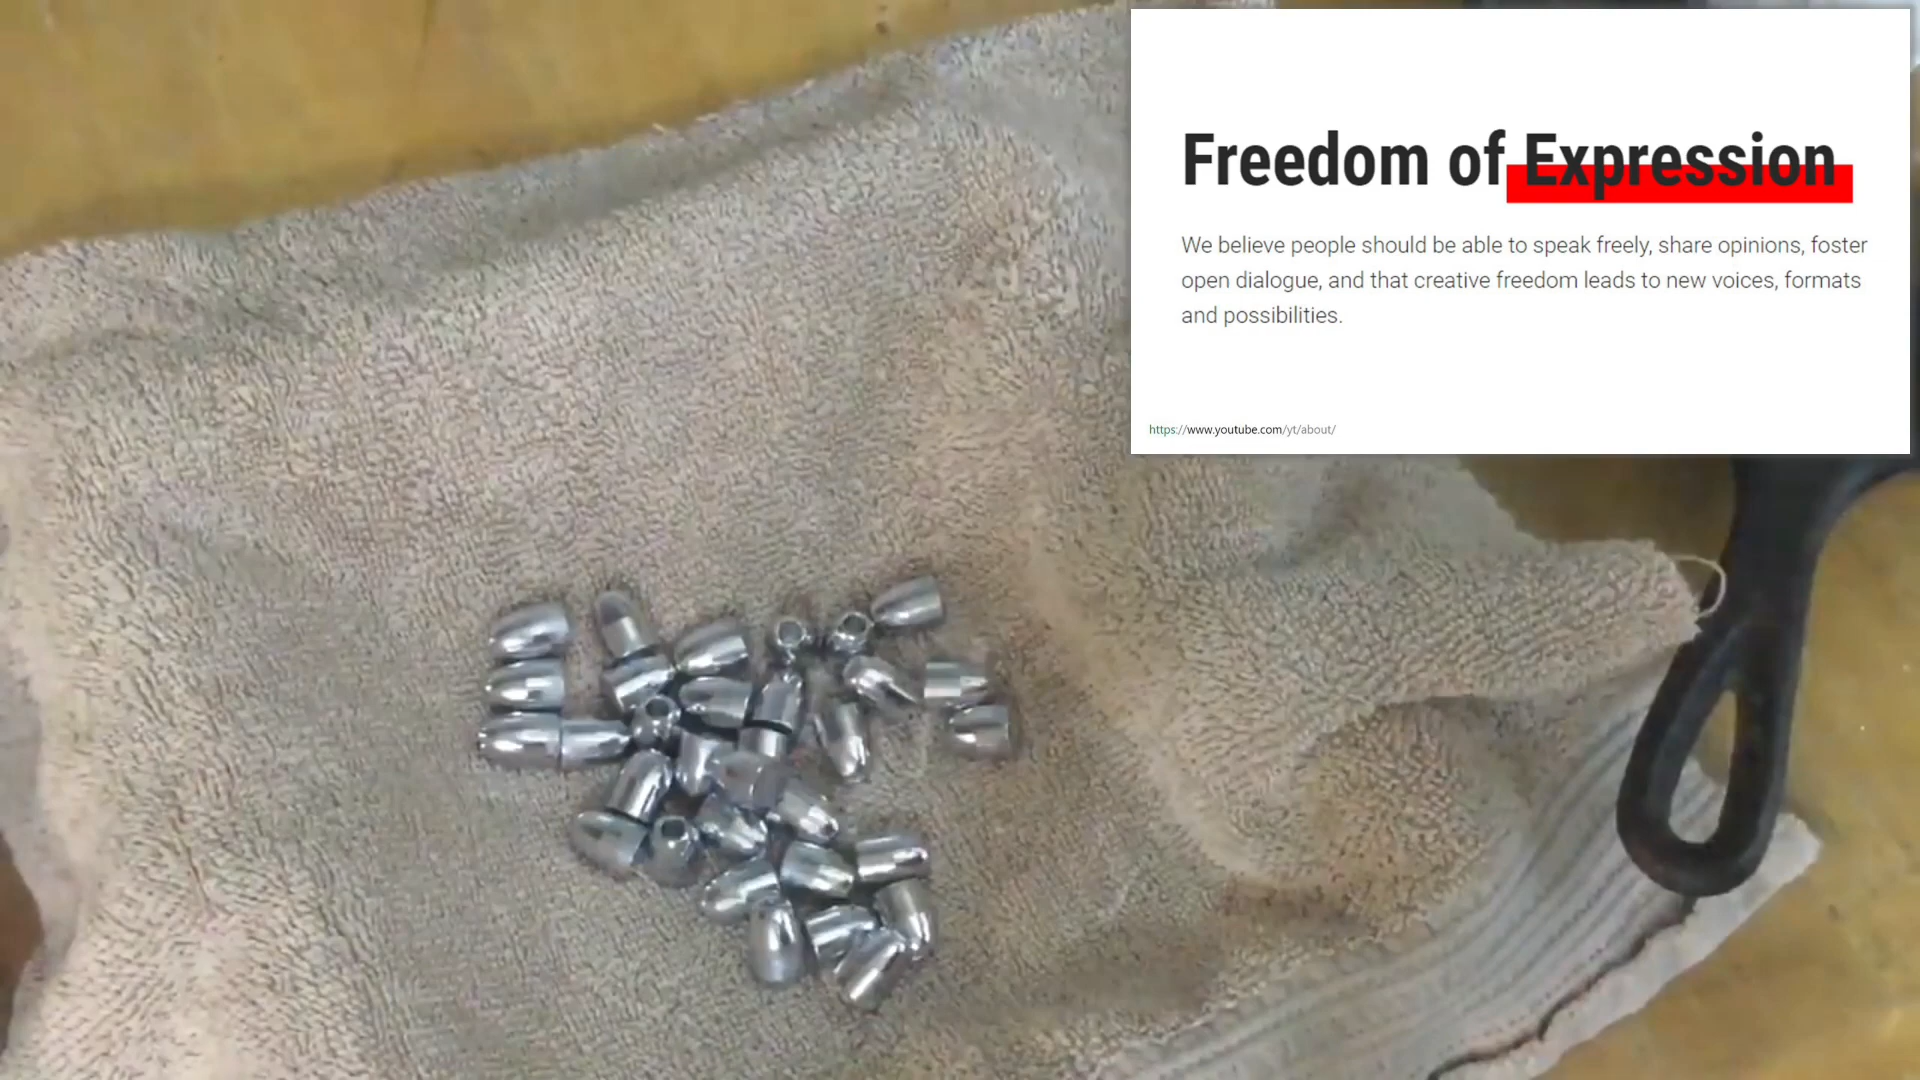 Freedom of Expression
We believe people should be able to speak freely, share opinions, foster
open dialogue, and that creative freedom leads to new voices, formats
and possibilities.
https://www.youtube.com/yt/about/